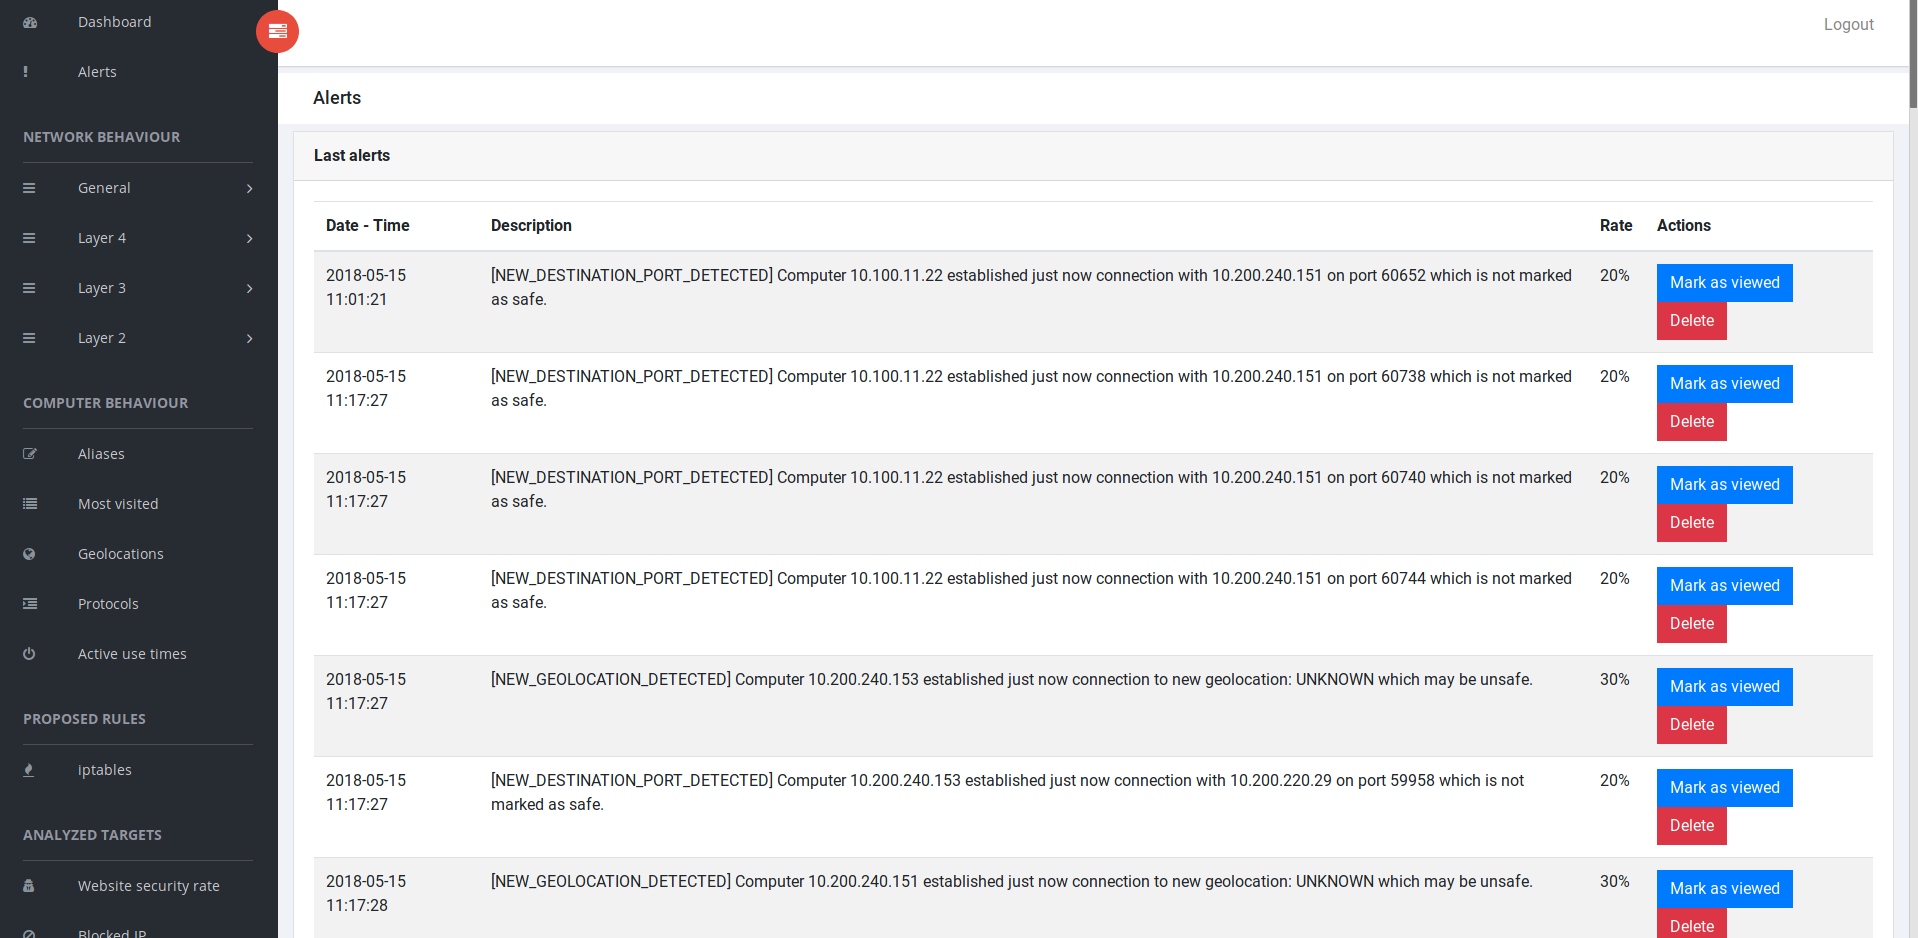 Dashboard
Alerts
NETWORK BEHAVIOUR
General
Layer 4
Layer 3
Layer 2
COMPUTER BEHAVIOUR
Aliases
Most visited
Geolocations
Protocols
Active use times
PROPOSED RULES
iptables
ANALYZED TARGETS
Website security rate
Blocked IP
Logout
Alerts
Last alerts
Date - Time Description Rate Actions
2018-05-15 [NEW_DESTINATION_PORT_DETECTED] Computer 10.100.11.22 established just now connection with 10.200.240.151 on port 60652 which is not marked 20% Mark as viewed
11:01:21 as safe.
Delete
2018-05-15 [NEW_DESTINATION_PORT_DETECTED] Computer 10.100.11.22 established just now connection with 10.200.240.151 on port 60738 which is not marked 20% Mark as viewed
11:17:27 as safe.
Delete
2018-05-15 [NEW_DESTINATION_PORT_DETECTED] Computer 10.100.11.22 established just now connection with 10.200.240.151 on port 60740 which is not marked 20% Mark as viewed
11:17:27 as safe.
Delete
2018-05-15 [NEW_DESTINATION_PORT_DETECTED] Computer 10.100.11.22 established just now connection with 10.200.240.151 on port 60744 which is not marked 20% Mark as viewed
11:17:27 as safe.
Delete
2018-05-15 [NEW_GEOLOCATION_DETECTED] Computer 10.200.240.153 established just now connection to new geolocation: UNKNOWN which may be unsafe. 30% Mark as viewed
11:17:27
Delete
2018-05-15 [NEW_DESTINATION_PORT_DETECTED] Computer 10.200.240.153 established just now connection with 10.200.220.29 on port 59958 which is not 20% Mark as viewed
11:17:27 marked as safe.
Delete
2018-05-15 [NEW_GEOLOCATION_DETECTED] Computer 10.200.240.151 established just now connection to new geolocation: UNKNOWN which may be unsafe. 30% Mark as viewed
11:17:28
Delete